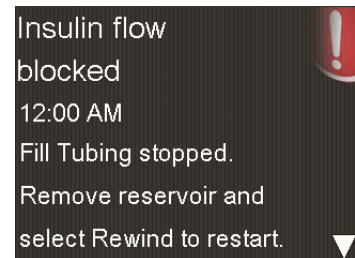 Insulin flow
blocked
12:00 AM
Fill Tubing stopped.
Remove reservoir and
select Rewind to restart.